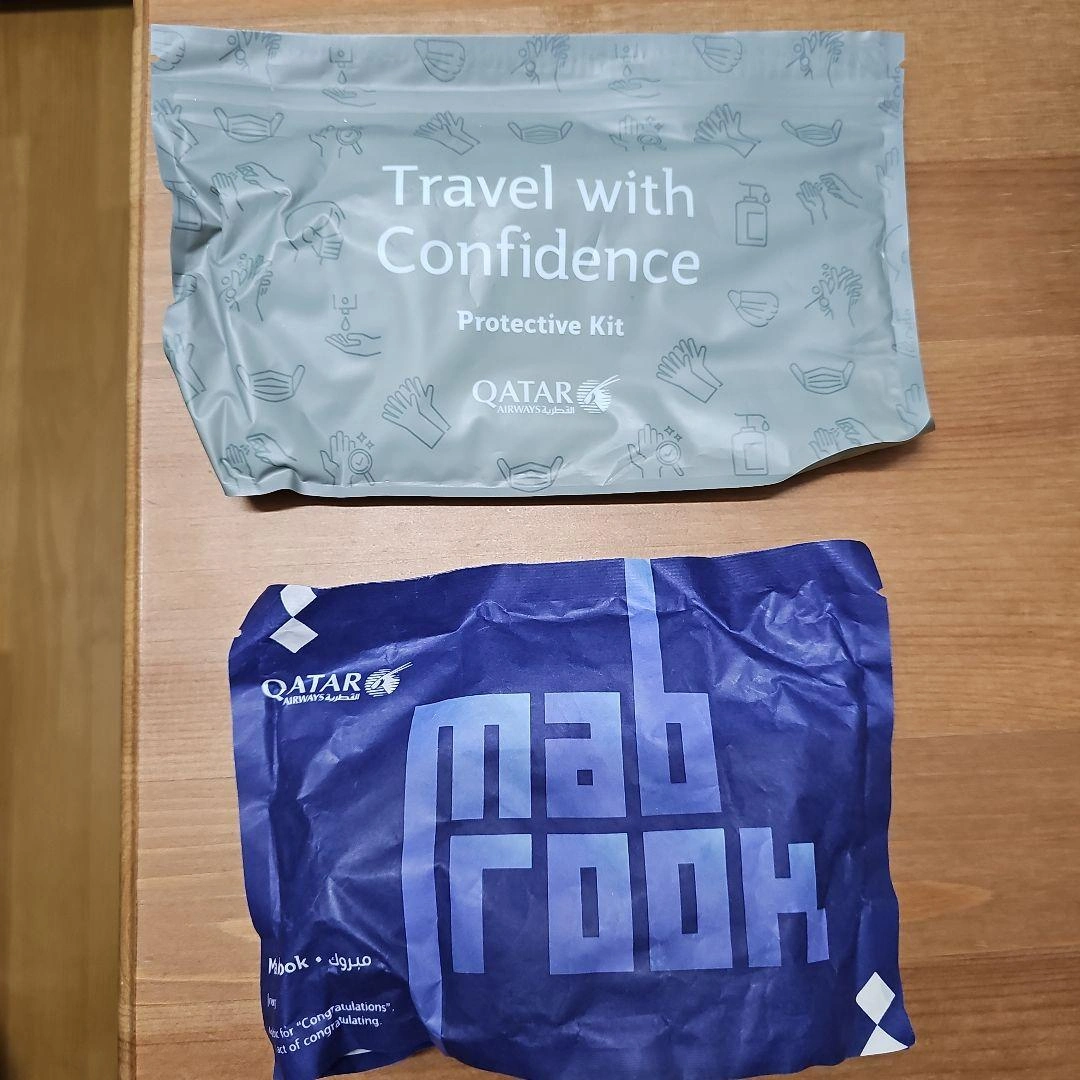 Travel with
Confidence
Protective Kit
QATAR
AIRWAYS القطرية
QATAR
AIRWAYS القطرية
mab
rook
مبروك •
for "Congratulations".
act of congratulating.